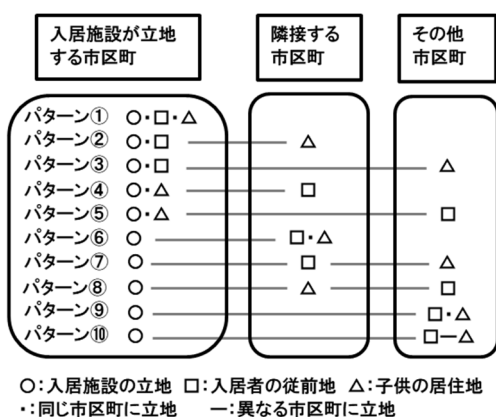 入居施設が立地
する市区町
隣接する
市区町
その他
市区町
パターン① ○・□・△
パターン② ○・□ — △
パターン③ ○・□ — △
パターン④ ○・△ — □
パターン⑤ ○・△ — □
パターン⑥ ○ — □・△
パターン⑦ ○ — □ — △
パターン⑧ ○ — △ — □
パターン⑨ ○ — □・△
パターン⑩ ○ — □—△
○：入居施設の立地 □：入居者の従前地 △：子供の居住地
・：同じ市区町に立地 —：異なる市区町に立地